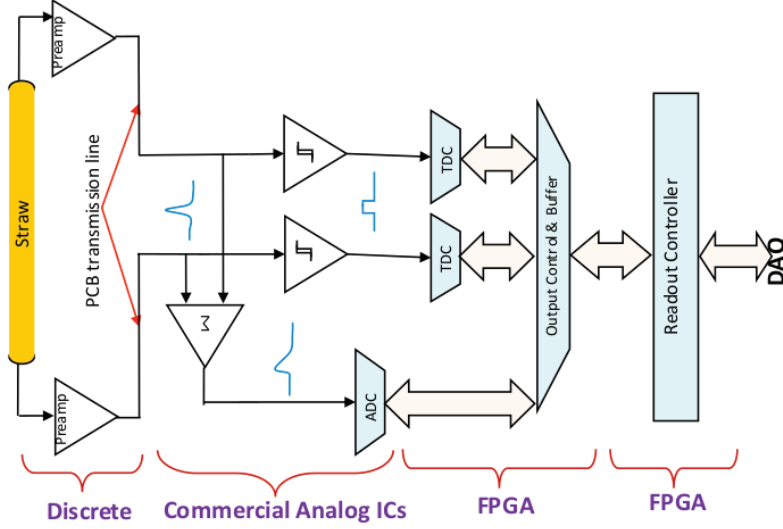 Preamp
Straw
PCB transmission line
Preamp
Σ
TDC
TDC
ADC
Output Control & Buffer
Readout Controller
DAQ
Discrete
Commercial Analog ICs
FPGA
FPGA